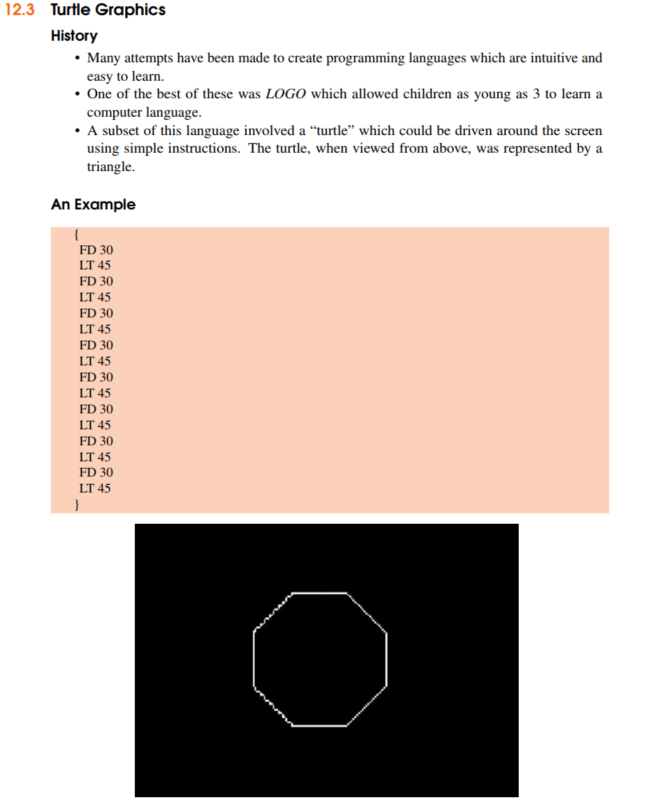 12.3 Turtle Graphics
History
• Many attempts have been made to create programming languages which are intuitive and
easy to learn.
• One of the best of these was LOGO which allowed children as young as 3 to learn a
computer language.
• A subset of this language involved a “turtle” which could be driven around the screen
using simple instructions. The turtle, when viewed from above, was represented by a
triangle.
An Example
{
FD 30
LT 45
FD 30
LT 45
FD 30
LT 45
FD 30
LT 45
FD 30
LT 45
FD 30
LT 45
FD 30
LT 45
FD 30
LT 45
}